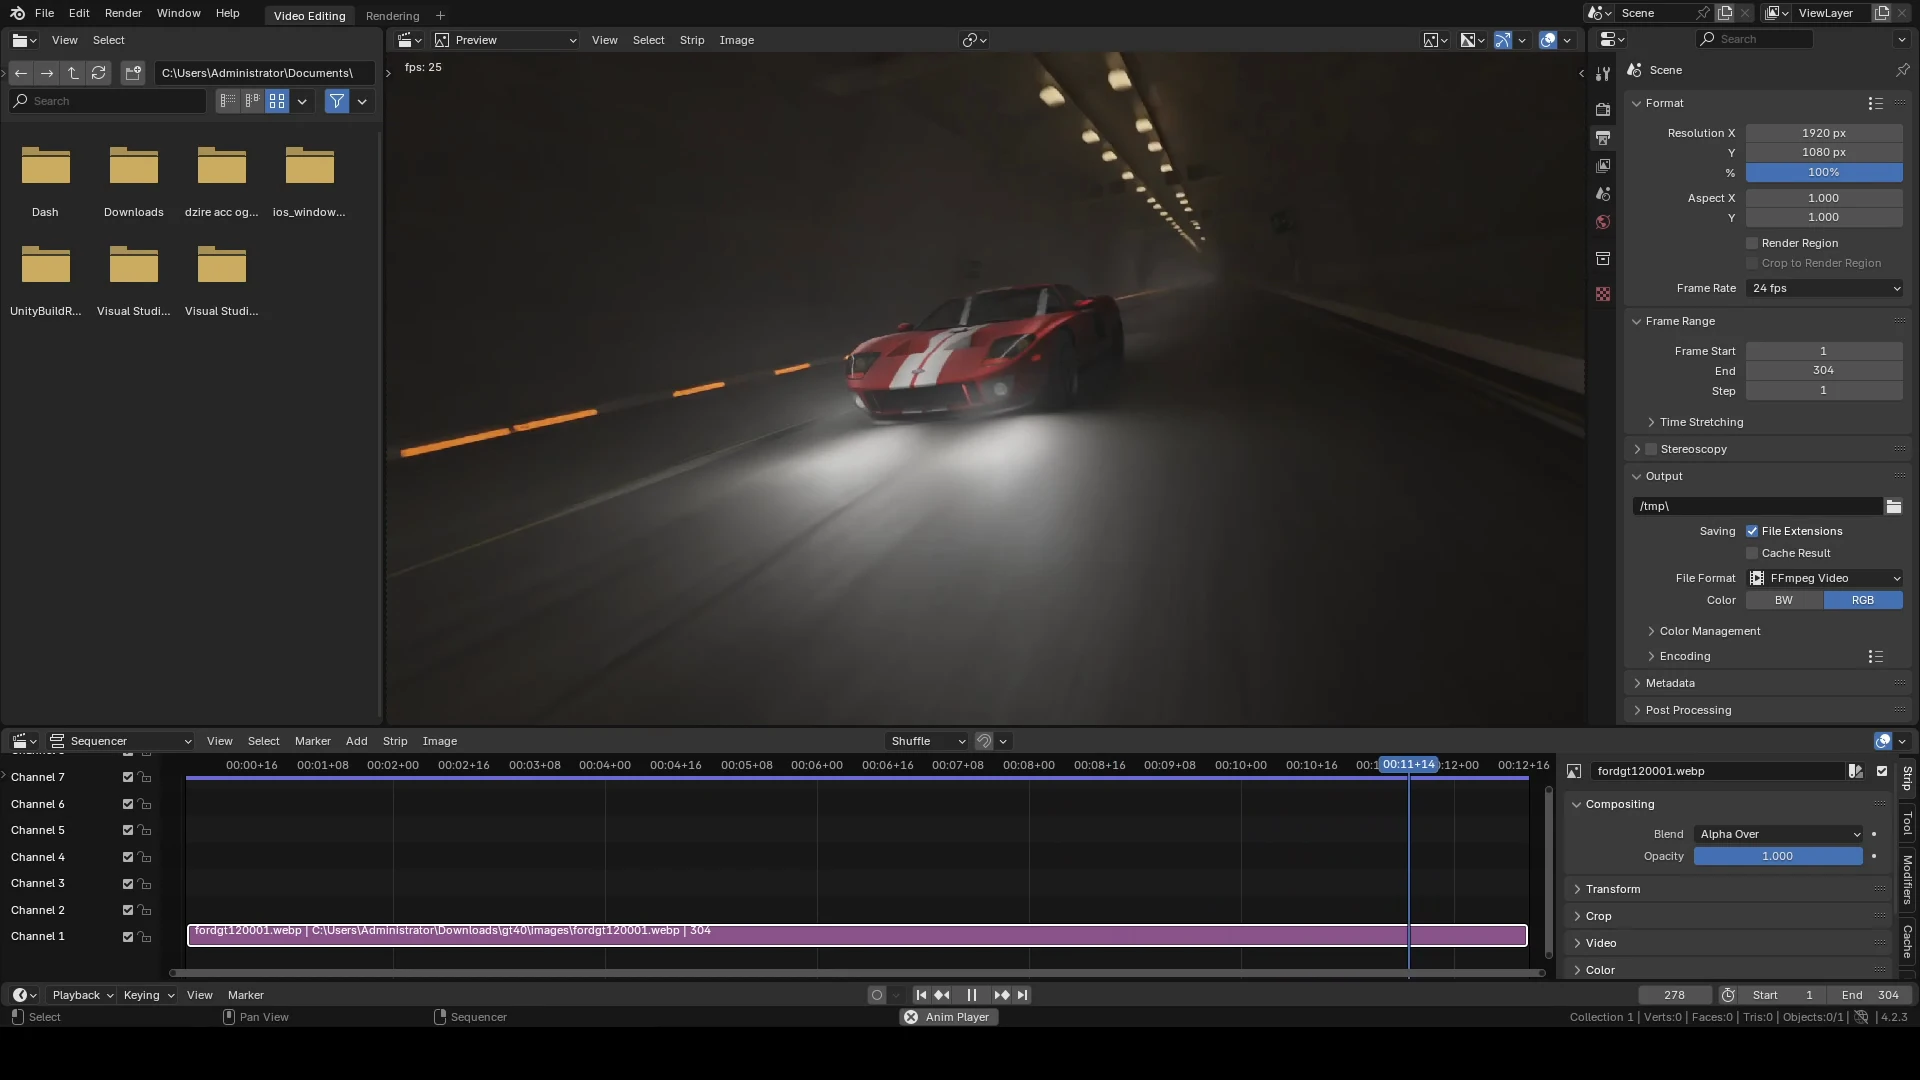 File Edit Render Window Help
Video Editing Rendering +
Scene ViewLayer
View Select
Preview View Select Strip Image
Search
C:\Users\Administrator\Documents\
Search
Dash Downloads dzire acc og... ios_window...
UnityBuildR... Visual Studi... Visual Studi...
fps: 25
Scene
Format
Resolution X 1920 px
Y 1080 px
% 100%
Aspect X 1.000
Y 1.000
Render Region
Crop to Render Region
Frame Rate 24 fps
Frame Range
Frame Start 1
End 304
Step 1
Time Stretching
Stereoscopy
Output
/tmp\
Saving File Extensions
Cache Result
File Format FFmpeg Video
Color BW RGB
Color Management
Encoding
Metadata
Post Processing
Sequencer View Select Marker Add Strip Image Shuffle
00:00+16 00:01+08 00:02+00 00:02+16 00:03+08 00:04+00 00:04+16 00:05+08 00:06+00 00:06+16 00:07+08 00:08+00 00:08+16 00:09+08 00:10+00 00:10+16 00:1 00:11+14 :12+00 00:12+16
Channel 7
Channel 6
Channel 5
Channel 4
Channel 3
Channel 2
Channel 1
fordgt120001.webp | C:\Users\Administrator\Downloads\gt40\images\fordgt120001.webp | 304
fordgt120001.webp
Compositing
Blend Alpha Over
Opacity 1.000
Transform
Crop
Video
Color
Strip
Tool
Modifiers
Cache
Playback Keying View Marker
278 Start 1 End 304
Select Pan View Sequencer Anim Player
Collection 1 | Verts:0 | Faces:0 | Tris:0 | Objects:0/1 | 4.2.3